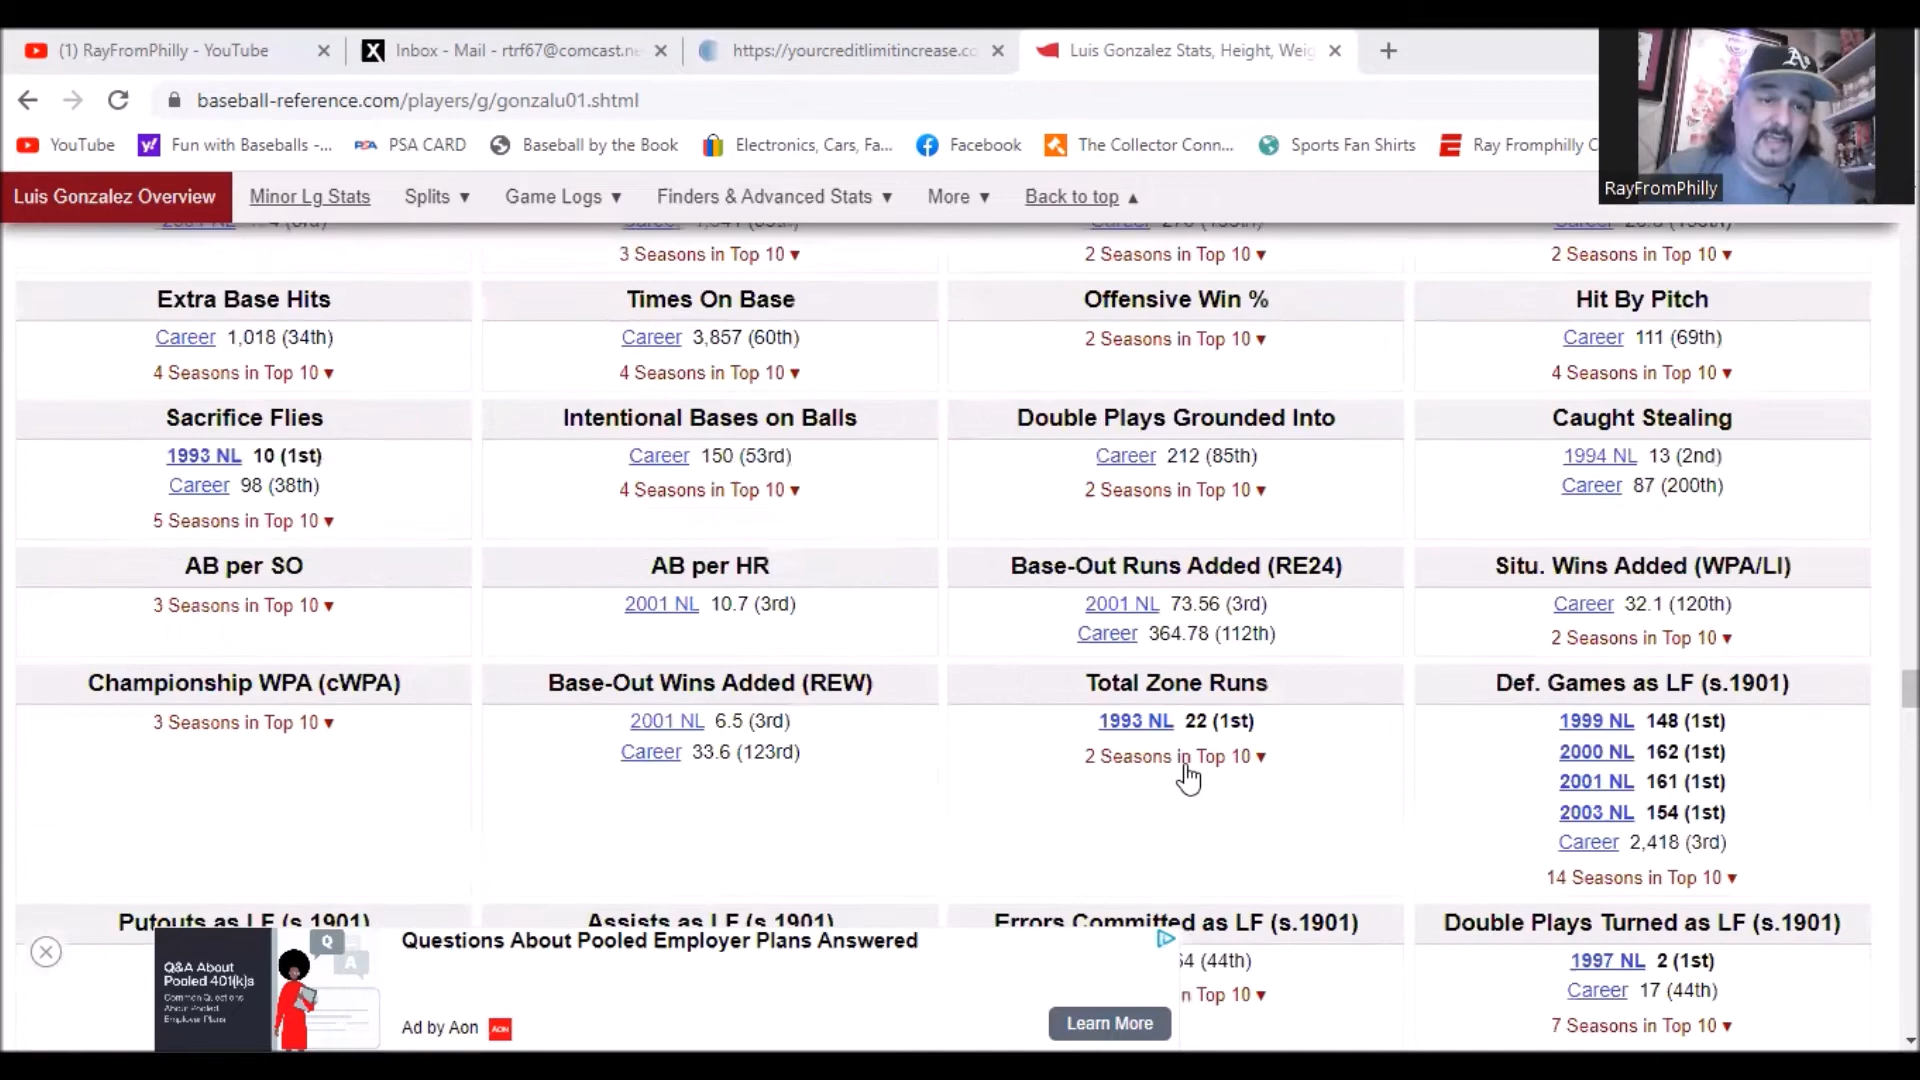 (1) RayFromPhilly - YouTube
Inbox - Mail - rtrf67@comcast.ne
https://yourcreditlimitincrease.co
Luis Gonzalez Stats, Height, Weig
baseball-reference.com/players/g/gonzalu01.shtml
YouTube
Fun with Baseballs -...
PSA CARD
Baseball by the Book
Electronics, Cars, Fa...
Facebook
The Collector Conn...
Sports Fan Shirts
Ray Fromphilly C
RayFromPhilly
Luis Gonzalez Overview
Minor Lg Stats
Splits ▼
Game Logs ▼
Finders & Advanced Stats ▼
More ▼
Back to top ▲
3 Seasons in Top 10 ▼
2 Seasons in Top 10 ▼
2 Seasons in Top 10 ▼
Extra Base Hits
Career 1,018 (34th)
4 Seasons in Top 10 ▼
Times On Base
Career 3,857 (60th)
4 Seasons in Top 10 ▼
Offensive Win %
2 Seasons in Top 10 ▼
Hit By Pitch
Career 111 (69th)
4 Seasons in Top 10 ▼
Sacrifice Flies
1993 NL 10 (1st)
Career 98 (38th)
5 Seasons in Top 10 ▼
Intentional Bases on Balls
Career 150 (53rd)
4 Seasons in Top 10 ▼
Double Plays Grounded Into
Career 212 (85th)
2 Seasons in Top 10 ▼
Caught Stealing
1994 NL 13 (2nd)
Career 87 (200th)
AB per SO
3 Seasons in Top 10 ▼
AB per HR
2001 NL 10.7 (3rd)
Base-Out Runs Added (RE24)
2001 NL 73.56 (3rd)
Career 364.78 (112th)
Situ. Wins Added (WPA/LI)
Career 32.1 (120th)
2 Seasons in Top 10 ▼
Championship WPA (cWPA)
3 Seasons in Top 10 ▼
Base-Out Wins Added (REW)
2001 NL 6.5 (3rd)
Career 33.6 (123rd)
Total Zone Runs
1993 NL 22 (1st)
2 Seasons in Top 10 ▼
Def. Games as LF (s.1901)
1999 NL 148 (1st)
2000 NL 162 (1st)
2001 NL 161 (1st)
2003 NL 154 (1st)
Career 2,418 (3rd)
14 Seasons in Top 10 ▼
Putouts as LF (s.1901)
Assists as LF (s.1901)
Errors Committed as LF (s.1901)
(44th)
n Top 10 ▼
Double Plays Turned as LF (s.1901)
1997 NL 2 (1st)
Career 17 (44th)
7 Seasons in Top 10 ▼
Q A
Q&A About
Pooled 401(k)s
Common Questions
About Pooled
Employer Plans
Questions About Pooled Employer Plans Answered
Ad by Aon AON
Learn More